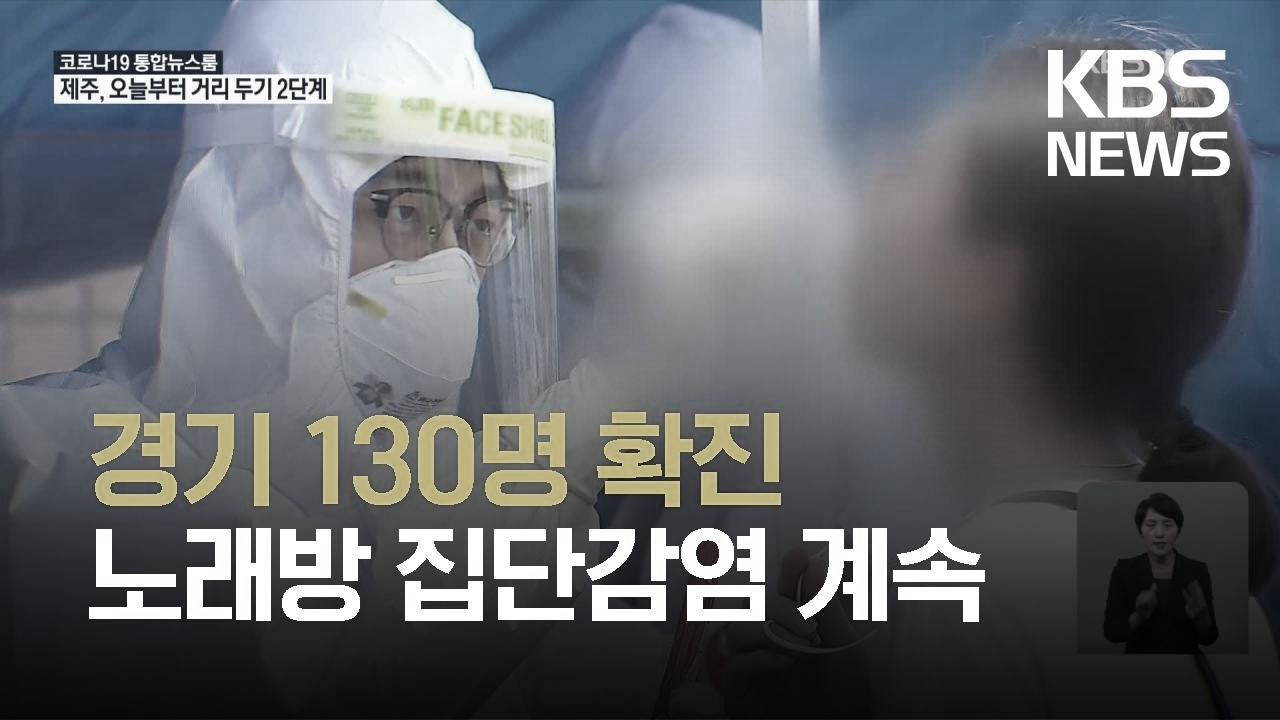 코로나19 통합뉴스룸
제주, 오늘부터 거리 두기 2단계
KBS
NEWS
FACE SHIEL
경기 130명 확진
노래방 집단감염 계속